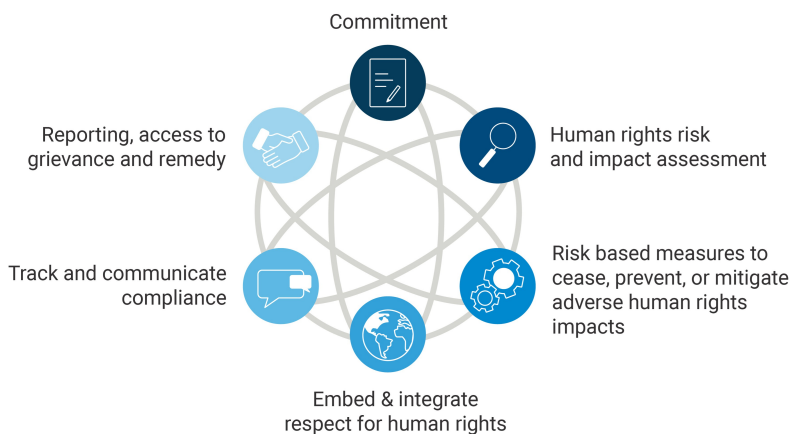 Commitment
Human rights risk
and impact assessment
Risk based measures to
cease, prevent, or mitigate
adverse human rights
impacts
Embed & integrate
respect for human rights
Track and communicate
compliance
Reporting, access to
grievance and remedy